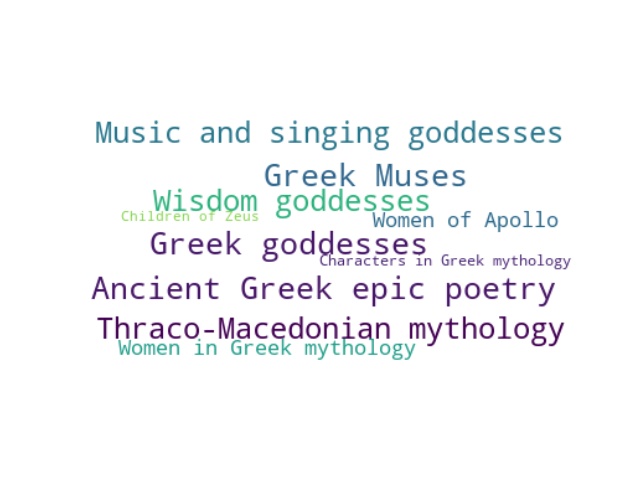 Music and singing goddesses
Greek Muses
Wisdom goddesses
Children of Zeus
Women of Apollo
Greek goddesses
Characters in Greek mythology
Ancient Greek epic poetry
Thraco-Macedonian mythology
Women in Greek mythology